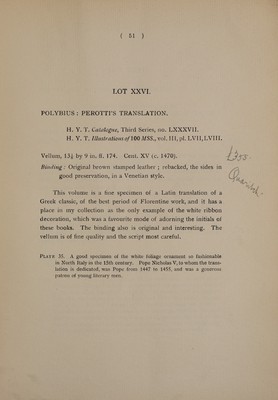 ( 51 )
LOT XXVI.
POLYBIUS : PEROTTI'S TRANSLATION.
H. Y. T. Catalogue, Third Series, no. LXXXVII.
H. Y. T. Illustrations of 100 MSS., vol. III, pl. LVII, LVIII.
Vellum, 13½ by 9 in. ff. 174. Cent. XV (c. 1470).
Binding : Original brown stamped leather ; rebacked, the sides in
good preservation, in a Venetian style.
This volume is a fine specimen of a Latin translation of a
Greek classic, of the best period of Florentine work, and it has a
place in my collection as the only example of the white ribbon
decoration, which was a favourite mode of adorning the initials of
these books. The binding also is original and interesting. The
vellum is of fine quality and the script most careful.
PLATE 35. A good specimen of the white foliage ornament so fashionable
in North Italy in the 15th century. Pope Nicholas V, to whom the trans-
lation is dedicated, was Pope from 1447 to 1455, and was a generous
patron of young literary men.